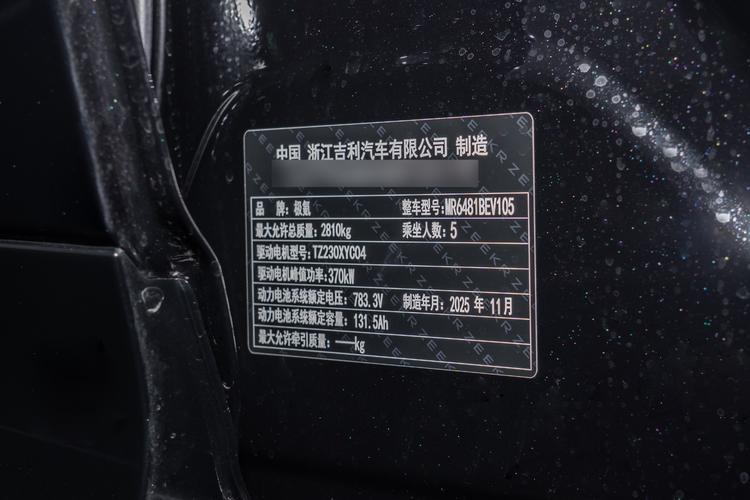 中国 浙江吉利汽车有限公司 制造
品 牌: 极氪 整车型号:MR6481BEV105
最大允许总质量: 2810kg 乘坐人数: 5
驱动电机型号: TZ230XYC04
驱动电机峰值功率:370kW
动力电池系统额定电压: 783.3V 制造年月: 2025 年 11 月
动力电池系统额定容量: 131.5Ah
最大允许牵引质量: ——kg